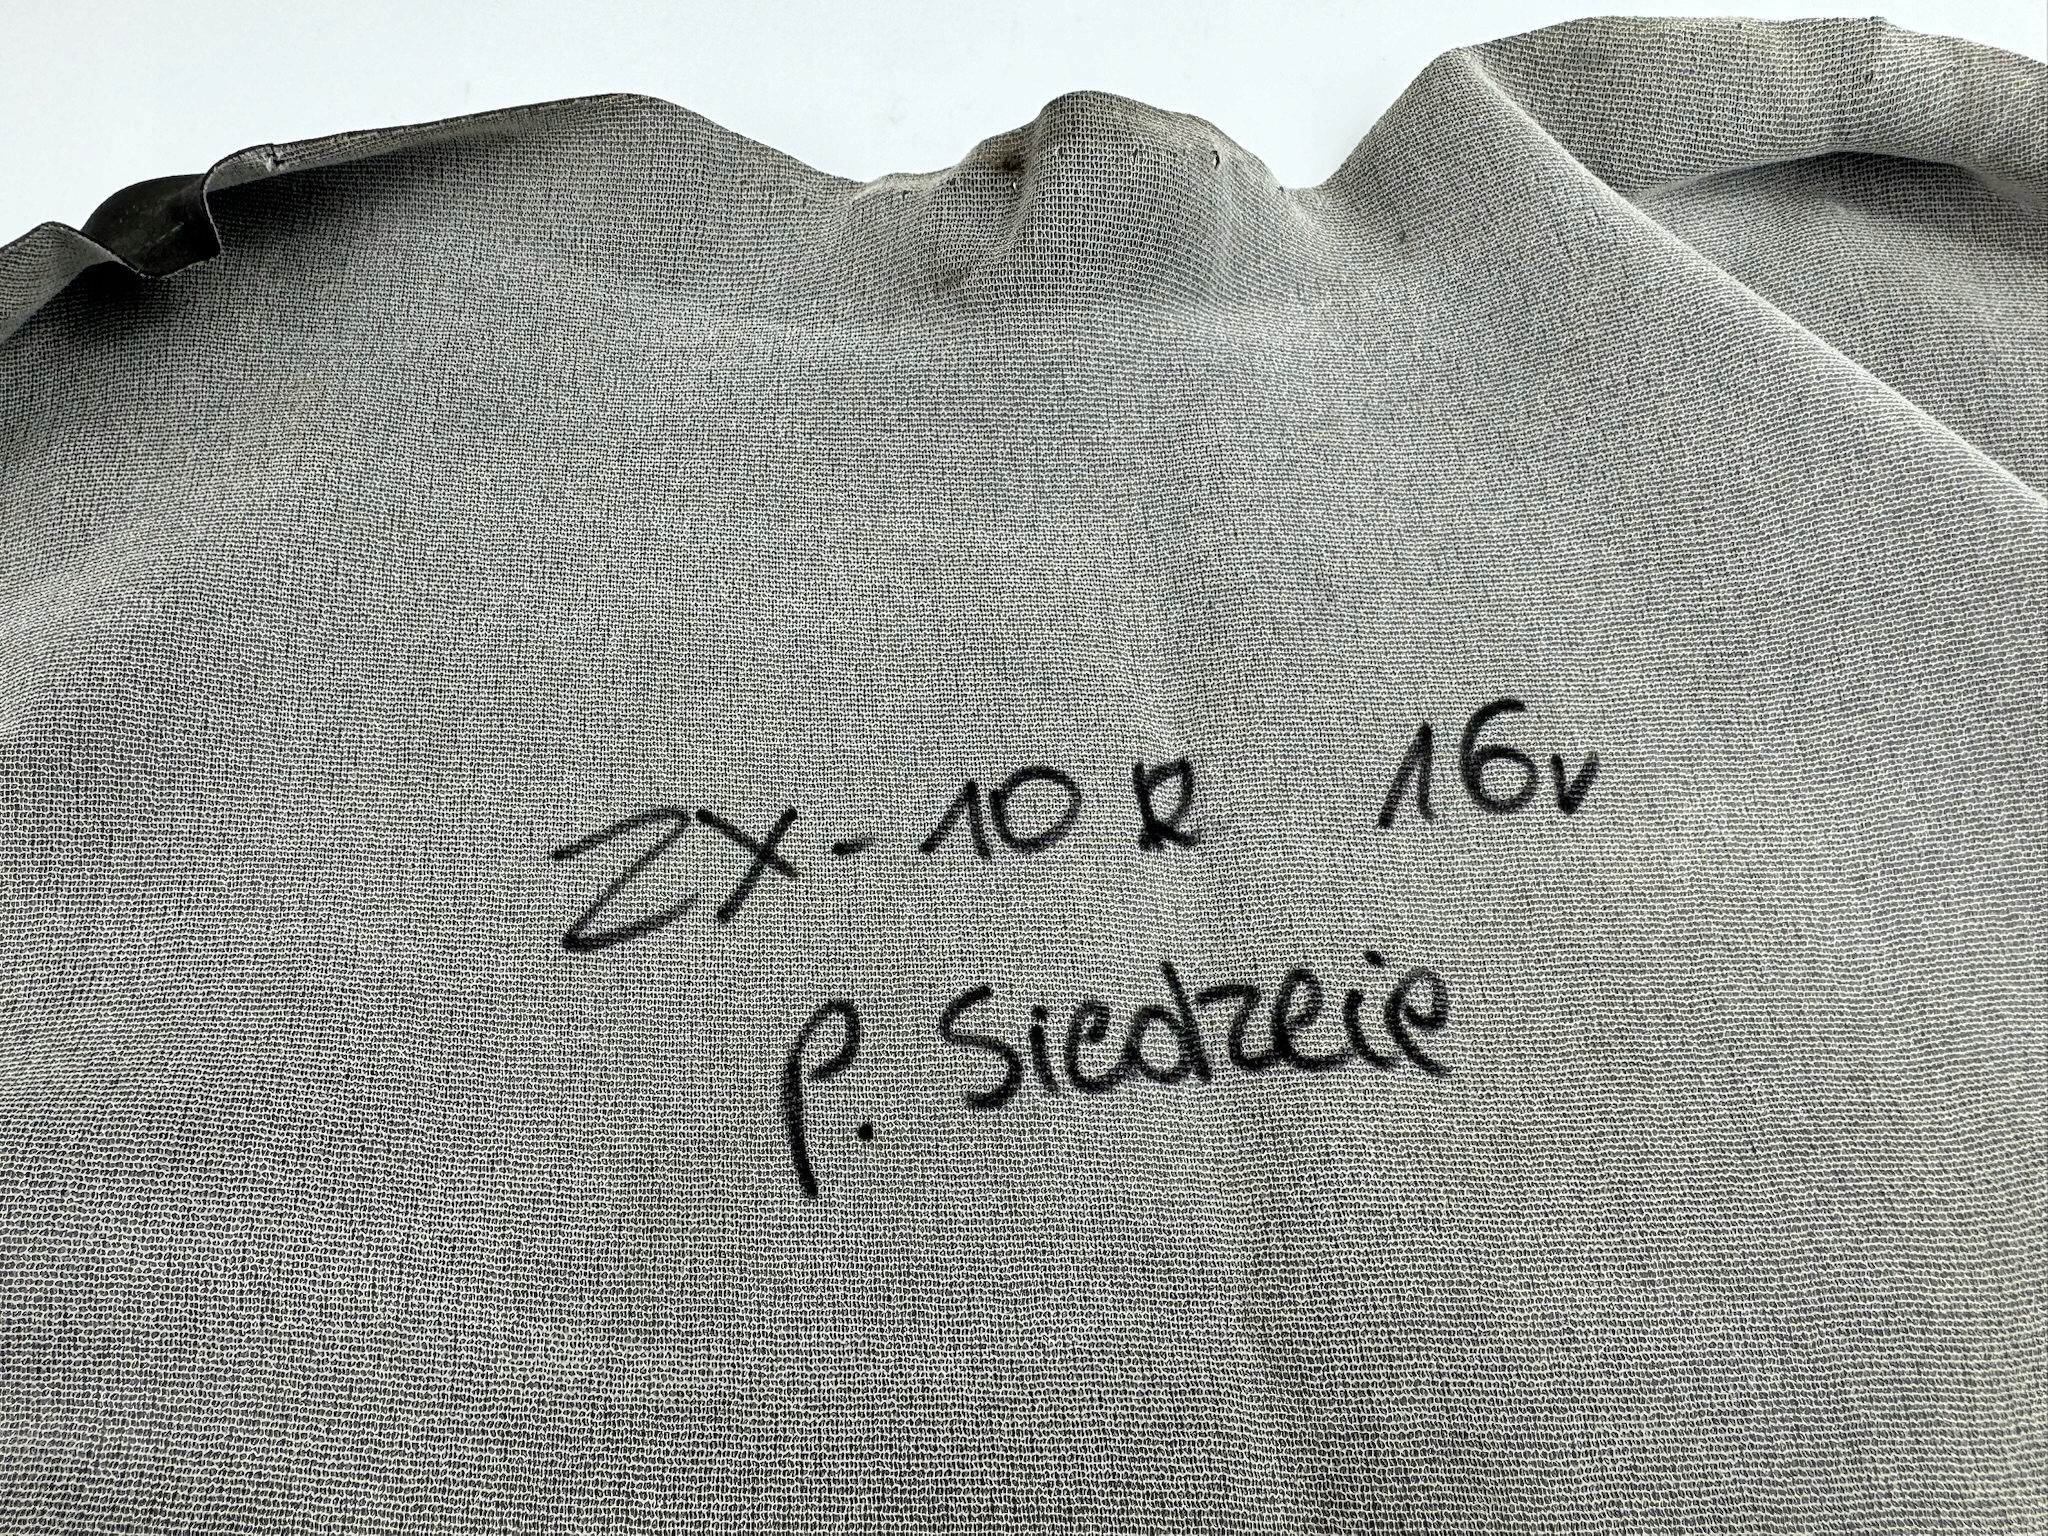 ZX-10R 16v
p. Siedzeie